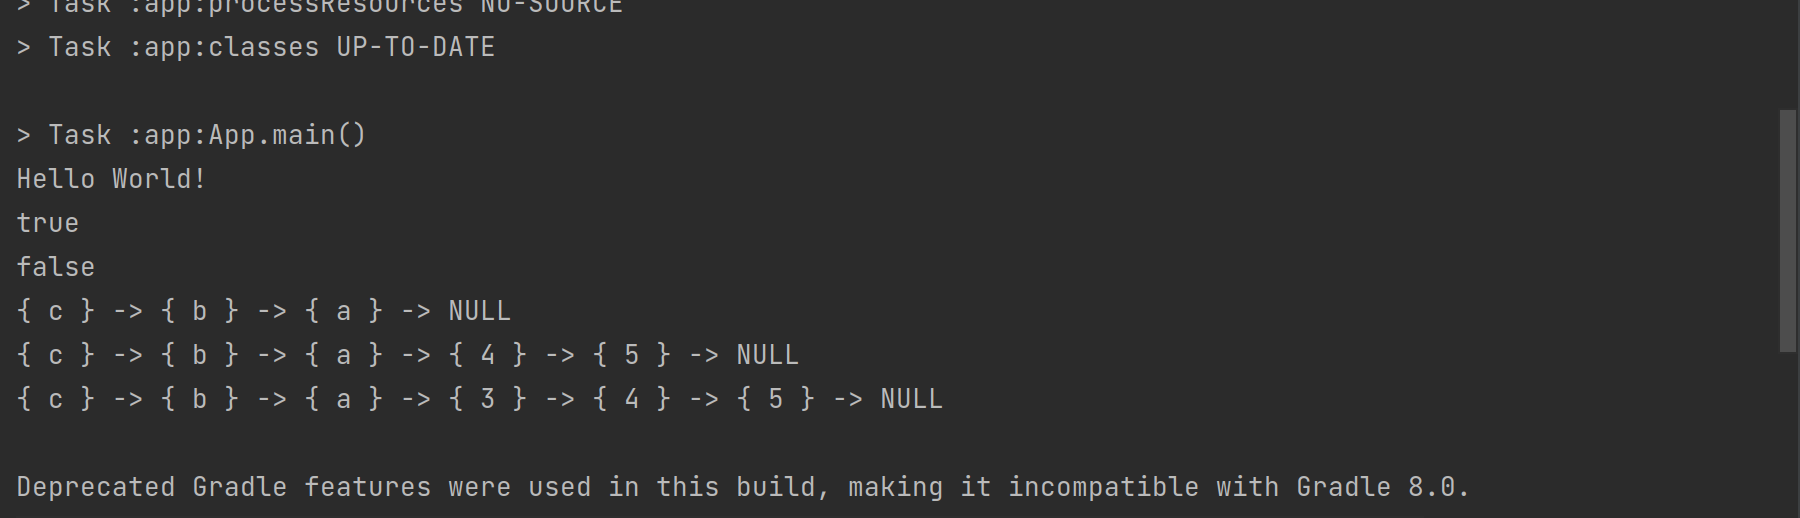 > Task :app:processResources NO-SOURCE
> Task :app:classes UP-TO-DATE
> Task :app:App.main()
Hello World!
true
false
{ c } -> { b } -> { a } -> NULL
{ c } -> { b } -> { a } -> { 4 } -> { 5 } -> NULL
{ c } -> { b } -> { a } -> { 3 } -> { 4 } -> { 5 } -> NULL
Deprecated Gradle features were used in this build, making it incompatible with Gradle 8.0.